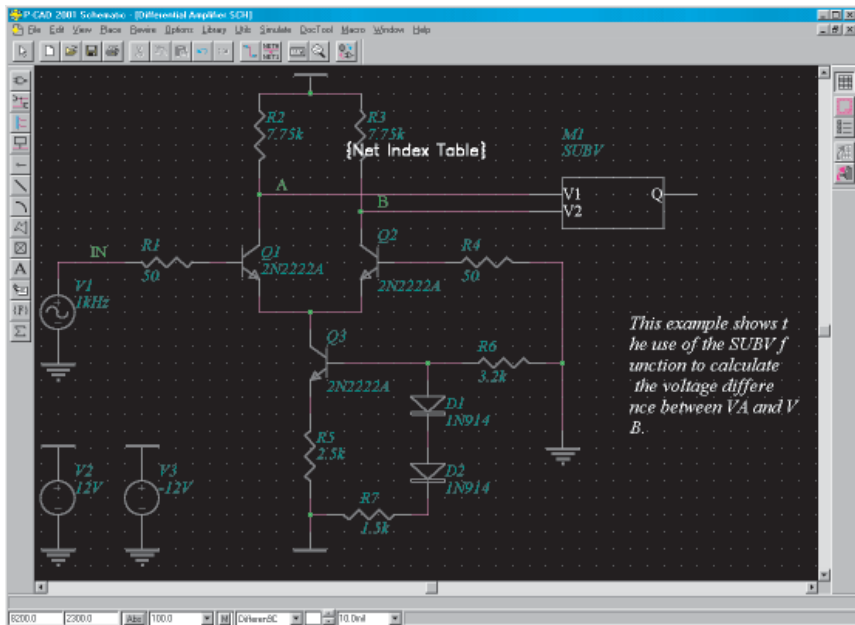 P-CAD 2001 Schematic - [Differential Amplifier SCH]
File Edit View Place Rewire Options Library Utils Simulate DocTool Macro Window Help
R2
7.75k
R3
7.75k
{Net Index Table}
M1
SUBV
A
B
V1
V2
Q
IN
R1
50
Q1
2N2222A
Q2
2N2222A
R4
50
V1
1kHz
This example shows t
he use of the SUBV f
unction to calculate
the voltage differe
nce between VA and V
B.
Q3
2N2222A
R6
3.2k
D1
1N914
R5
2.5k
D2
1N914
V2
12V
V3
-12V
R7
1.5k
8200.0
2300.0
Abs
100.0
M
DifferenSC
10.0mil